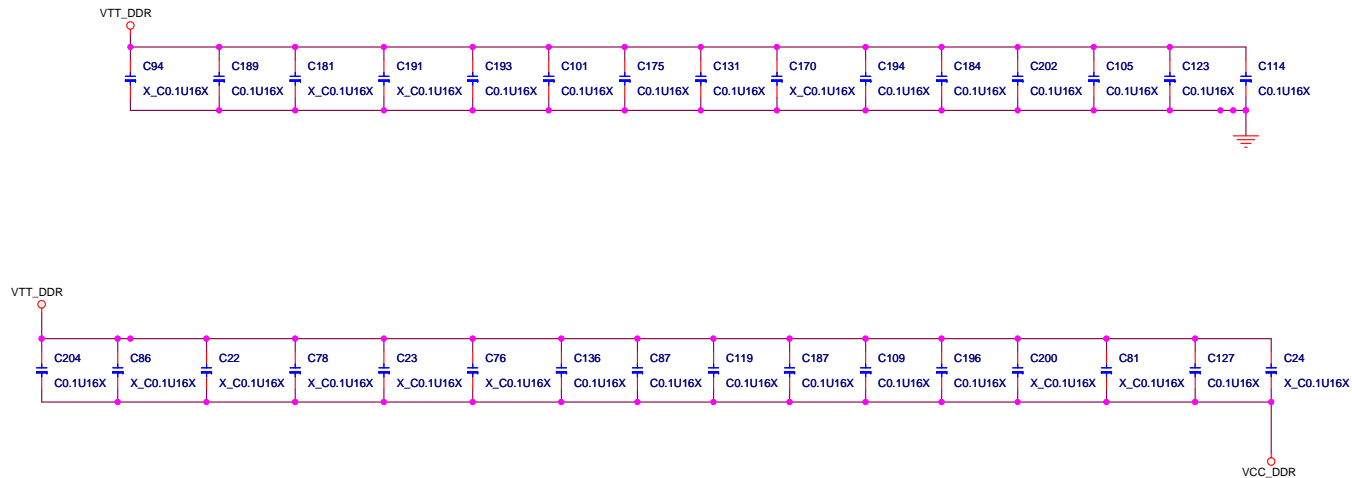 VTT_DDR
C94 C189 C181 C191 C193 C101 C175 C131 C170 C194 C184 C202 C105 C123 C114
X_C0.1U16X C0.1U16X X_C0.1U16X X_C0.1U16X C0.1U16X C0.1U16X C0.1U16X C0.1U16X X_C0.1U16X C0.1U16X C0.1U16X C0.1U16X C0.1U16X C0.1U16X C0.1U16X
VTT_DDR
C204 C86 C22 C78 C23 C76 C136 C87 C119 C187 C109 C196 C200 C81 C127 C24
C0.1U16X X_C0.1U16X X_C0.1U16X X_C0.1U16X X_C0.1U16X X_C0.1U16X C0.1U16X C0.1U16X C0.1U16X C0.1U16X C0.1U16X C0.1U16X X_C0.1U16X X_C0.1U16X C0.1U16X X_C0.1U16X
VCC_DDR